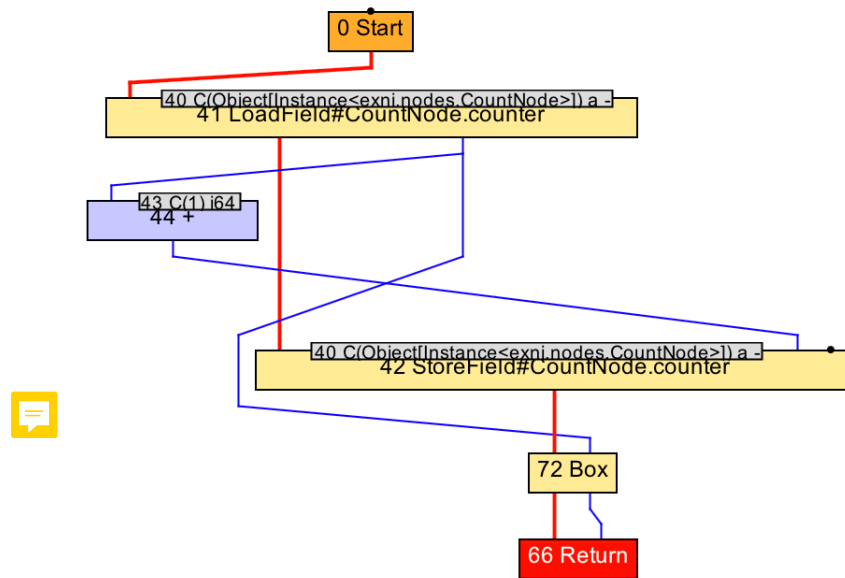 0 Start
40 C(Object[Instance<exni.nodes.CountNode>]) a -
41 LoadField#CountNode.counter
43 C(1) i64
44 +
40 C(Object[Instance<exni.nodes.CountNode>]) a -
42 StoreField#CountNode.counter
72 Box
66 Return